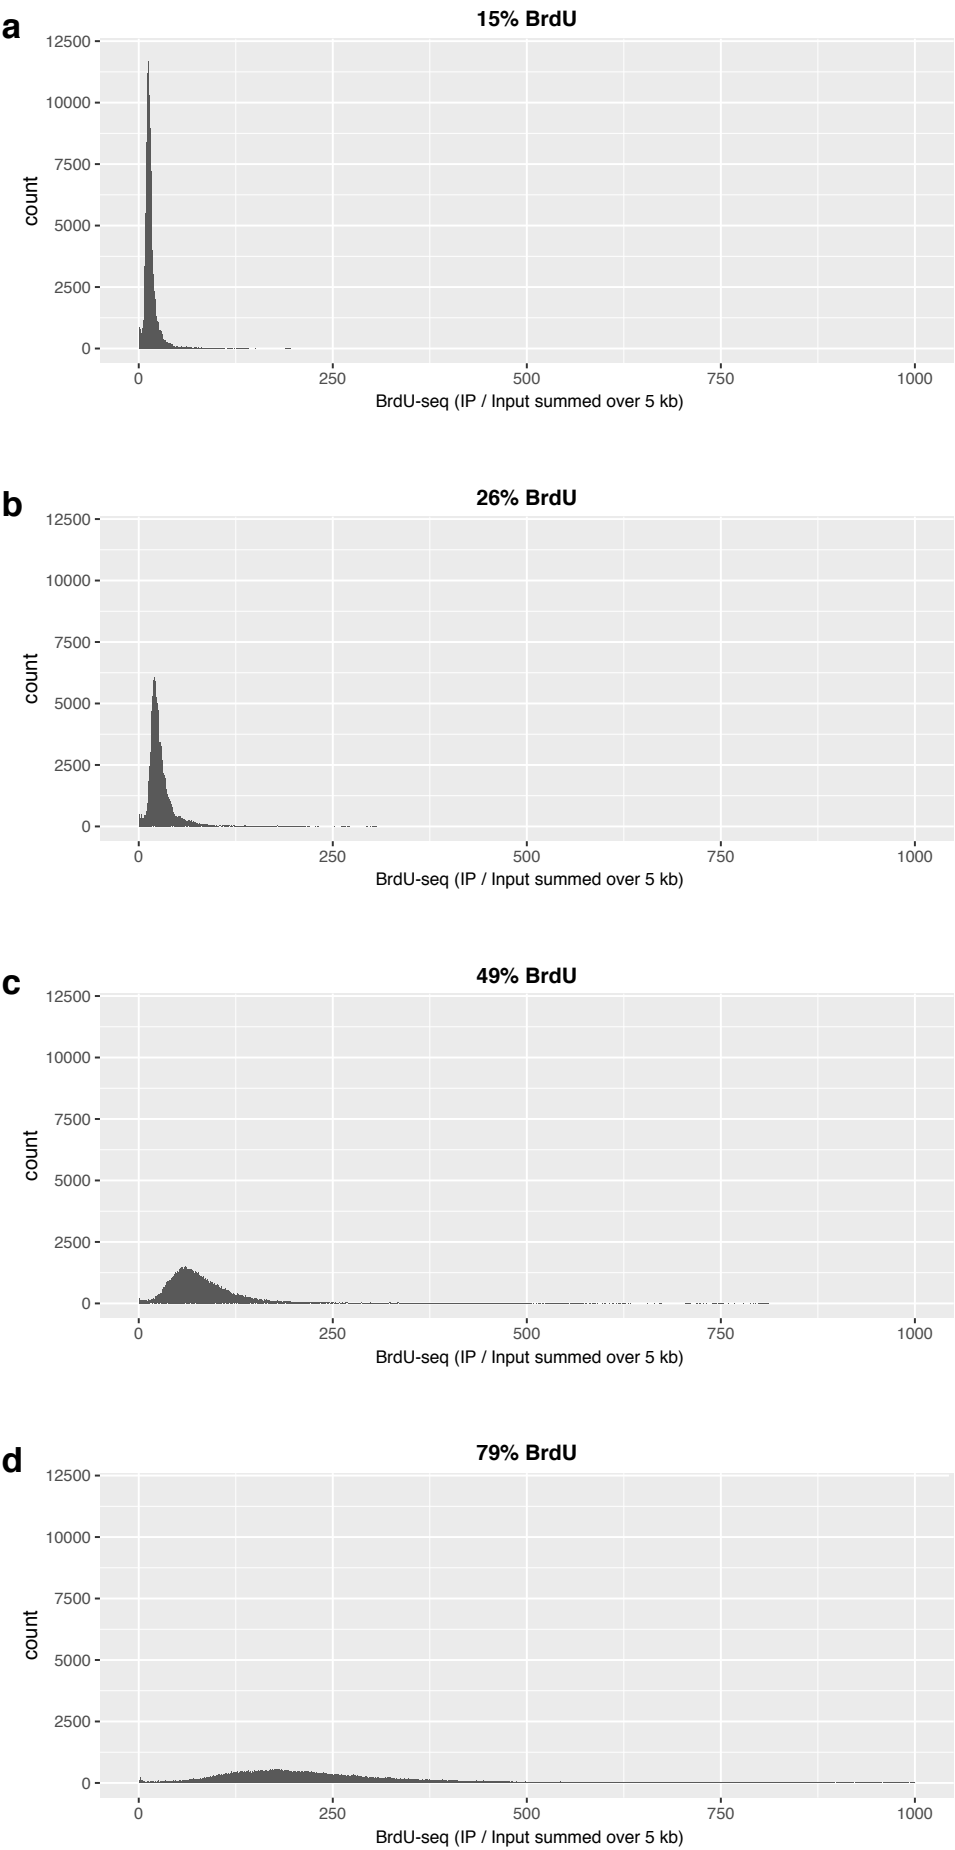 a
15% BrdU
12500
10000
7500
5000
2500
0
count
0 250 500 750 1000
BrdU-seq (IP / Input summed over 5 kb)
b
26% BrdU
12500
10000
7500
5000
2500
0
count
0 250 500 750 1000
BrdU-seq (IP / Input summed over 5 kb)
c
49% BrdU
12500
10000
7500
5000
2500
0
count
0 250 500 750 1000
BrdU-seq (IP / Input summed over 5 kb)
d
79% BrdU
12500
10000
7500
5000
2500
0
count
0 250 500 750 1000
BrdU-seq (IP / Input summed over 5 kb)